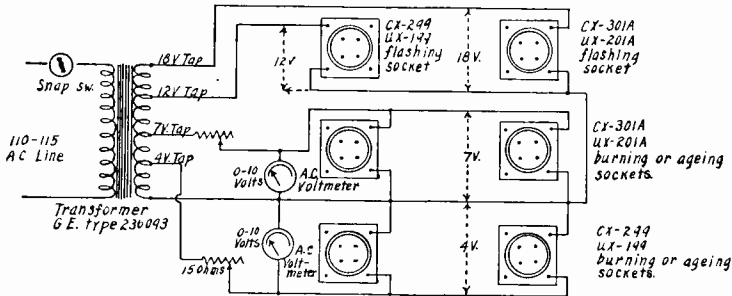 18V Tap
Snap Sw.
12V Tap
7V Tap
4V Tap
110-115
AC Line
Transformer
G.E. type 236093
0-10
Volts
A.C.
Voltmeter
0-10
Volts
A.C
Volt-
meter
15 Ohms
12V
CX-299
UX-199
flashing
socket
18V.
CX-301A
UX-201A
flashing
socket
7V.
CX-301A
UX-201A
burning or ageing
sockets.
4V.
CX-299
UX-199
burning or ageing
sockets.